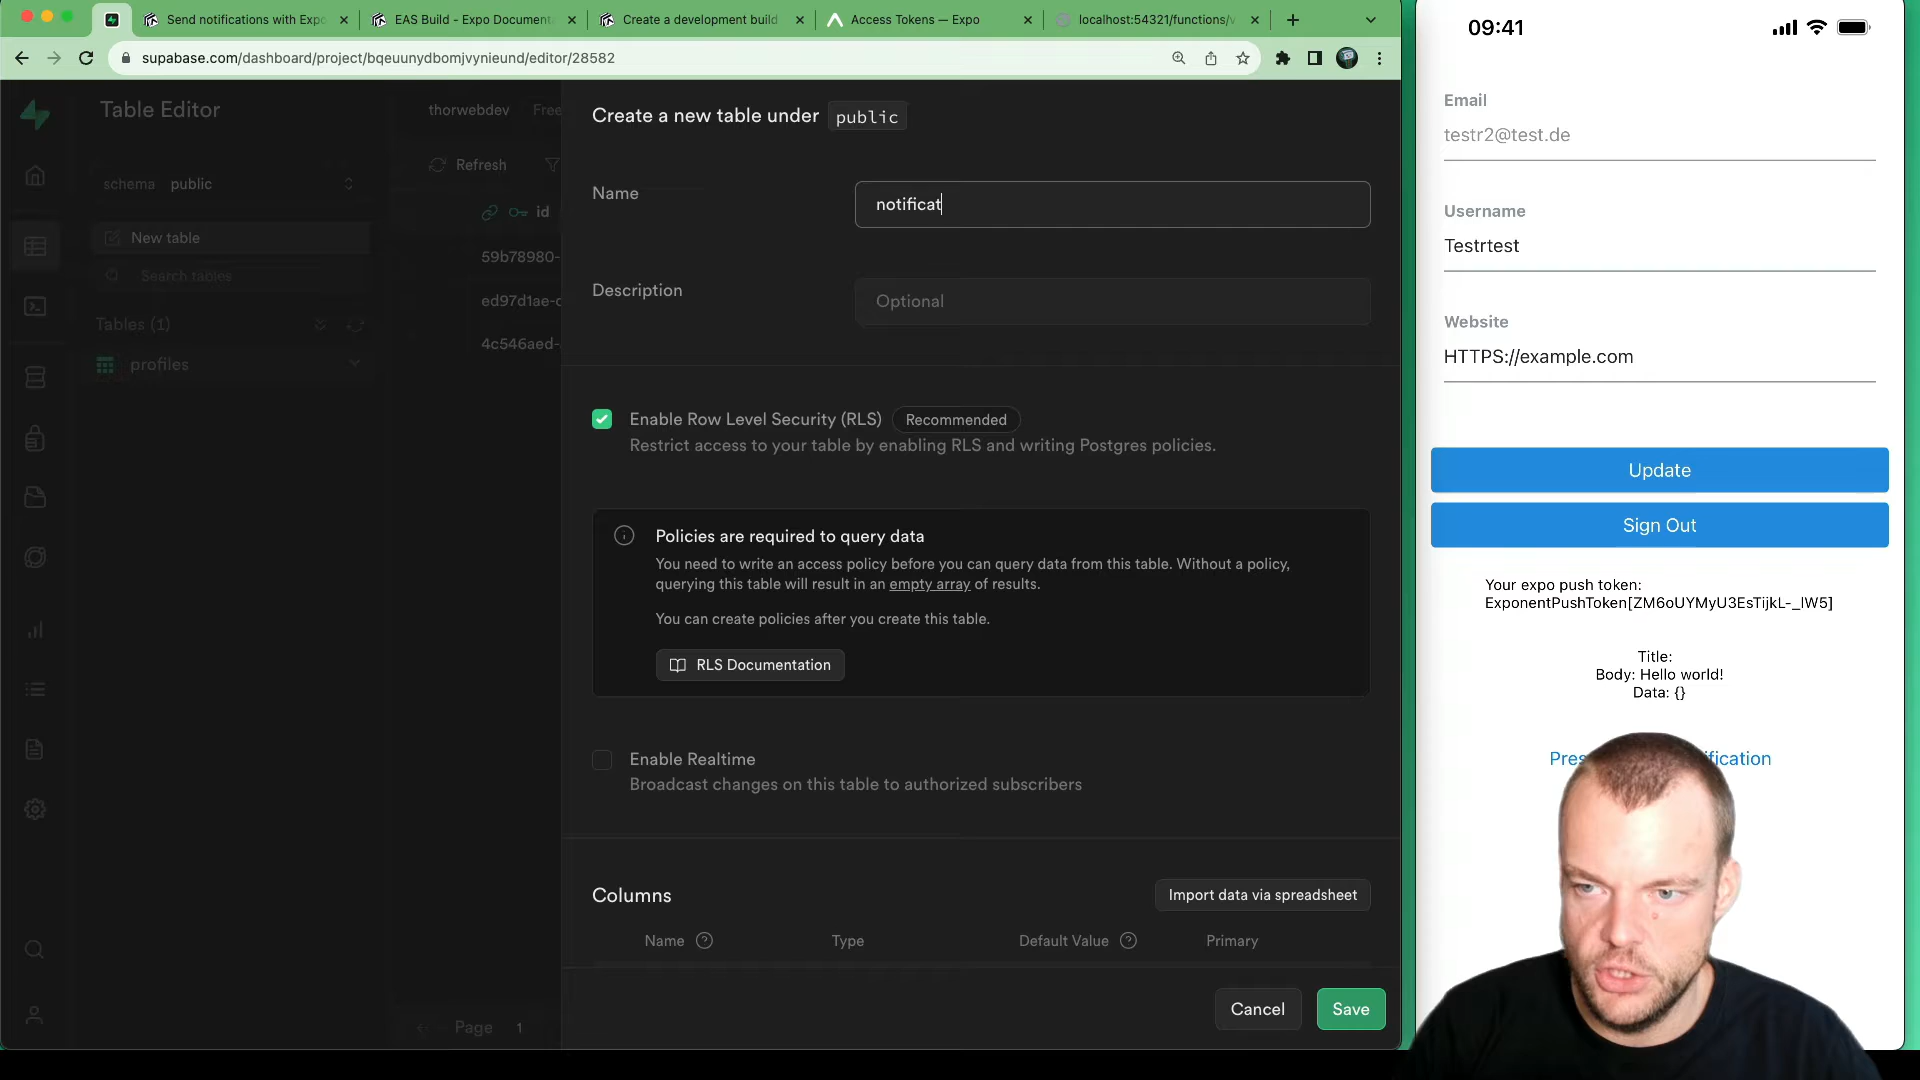 Send notifications with Expo
EAS Build - Expo Document
Create a development build
Access Tokens — Expo
localhost:54321/functions/v
supabase.com/dashboard/project/bqeuunydbomjvynieund/editor/28582
Table Editor
schema public
New table
Search tables
Tables (1)
profiles
thorwebdev Free
Refresh
id
59b78980-
ed97d1ae-c
4c546aed-
Page 1
Create a new table under public
Name
notificat
Description
Optional
Enable Row Level Security (RLS) Recommended
Restrict access to your table by enabling RLS and writing Postgres policies.
Policies are required to query data
You need to write an access policy before you can query data from this table. Without a policy,
querying this table will result in an empty array of results.
You can create policies after you create this table.
RLS Documentation
Enable Realtime
Broadcast changes on this table to authorized subscribers
Columns
Import data via spreadsheet
Name Type Default Value Primary
Cancel Save
09:41
Email
testr2@test.de
Username
Testrtest
Website
HTTPS://example.com
Update
Sign Out
Your expo push token:
ExponentPushToken[ZM6oUYMyU3EsTijkL-_lW5]
Title:
Body: Hello world!
Data: {}
Pres ification